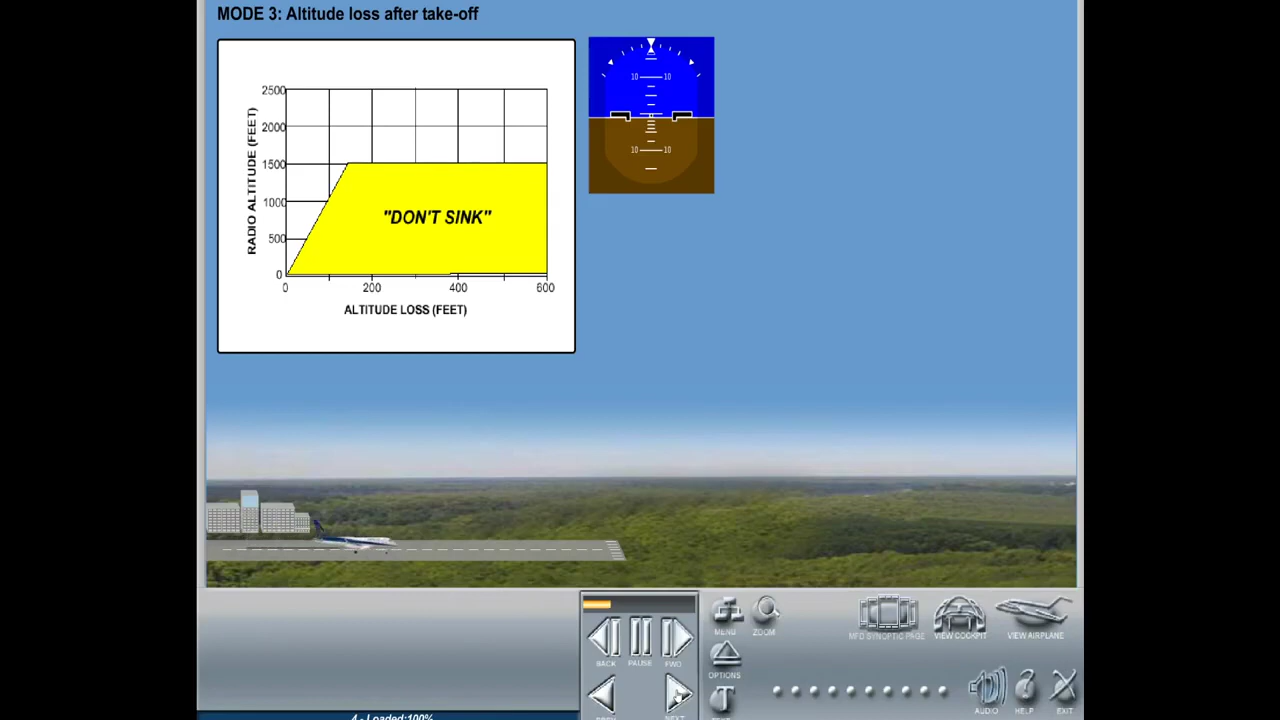 MODE 3: Altitude loss after take-off
RADIO ALTITUDE (FEET)
2500
2000
1500
1000
500
0
"DON'T SINK"
0 200 400 600
ALTITUDE LOSS (FEET)
10 10
10 10
BACK PAUSE FWD
MENU ZOOM
OPTIONS
MFD SYNOPTIC PAGE VIEW COCKPIT VIEW AIRPLANE
NEXT
AUDIO HELP EXIT
4 - Loaded:100%